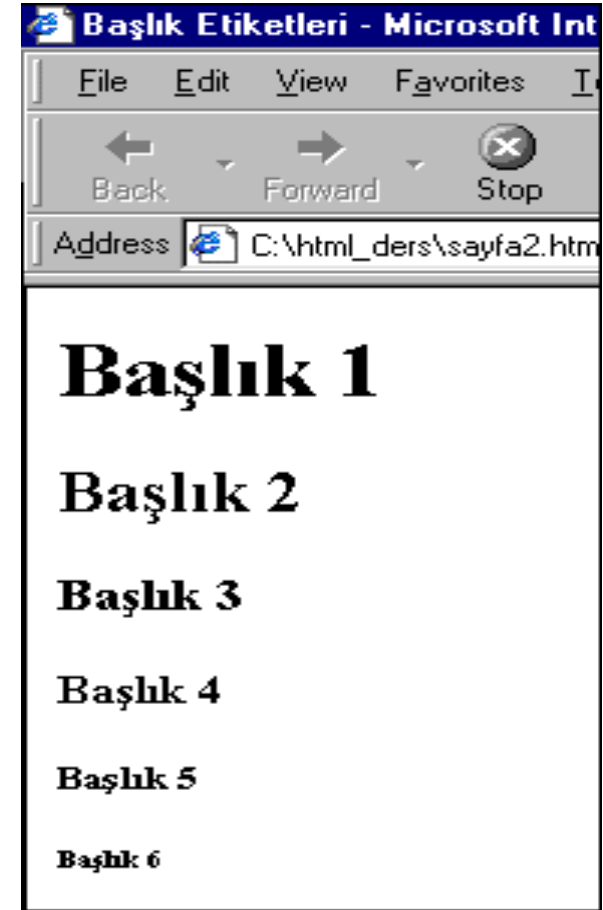 Başlık Etiketleri - Microsoft Int
File Edit View Favorites
Back Forward Stop
Address C:\html_ders\sayfa2.htm
Başlık 1
Başlık 2
Başlık 3
Başlık 4
Başlık 5
Başlık 6